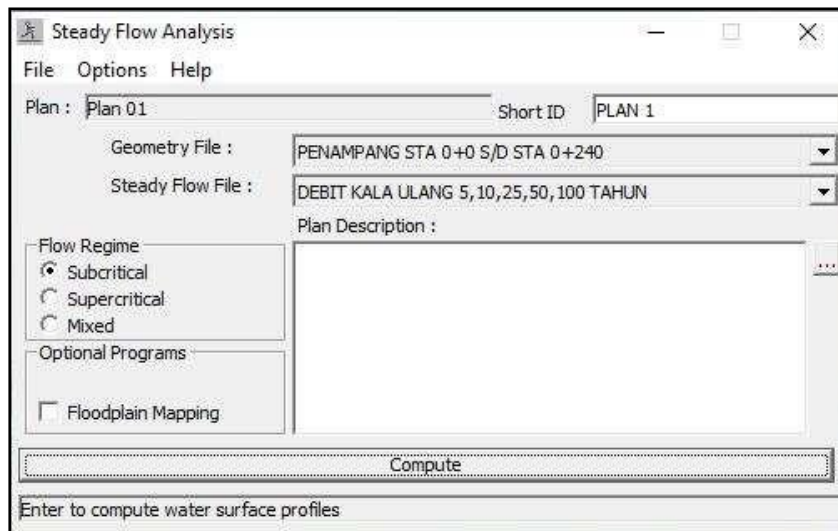 Steady Flow Analysis
File Options Help
Plan : Plan 01 Short ID PLAN 1
Geometry File : PENAMPANG STA 0+0 S/D STA 0+240
Steady Flow File : DEBIT KALA ULANG 5,10,25,50,100 TAHUN
Plan Description :
Flow Regime
Subcritical
...
Supercritical
Mixed
Optional Programs
Floodplain Mapping
Compute
Enter to compute water surface profiles